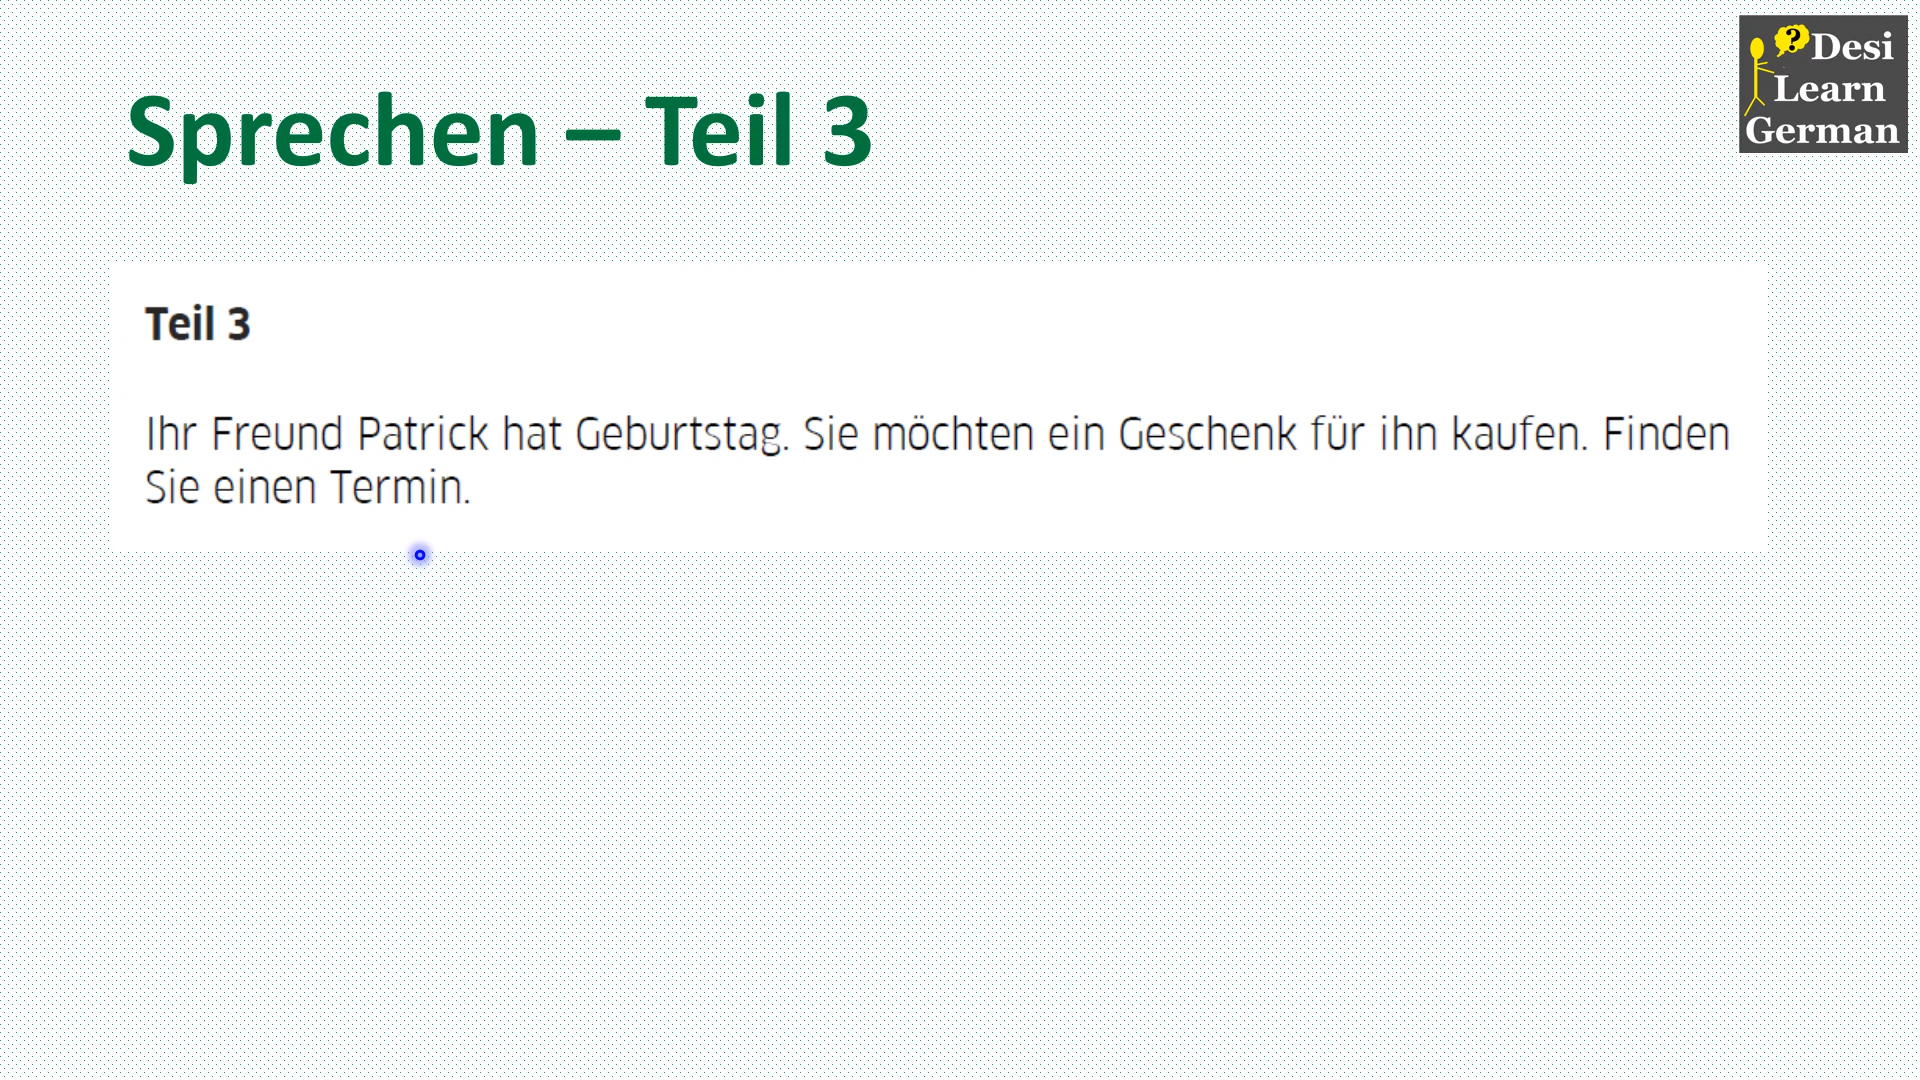 Sprechen – Teil 3
? Desi
Learn
German
Teil 3
Ihr Freund Patrick hat Geburtstag. Sie möchten ein Geschenk für ihn kaufen. Finden
Sie einen Termin.